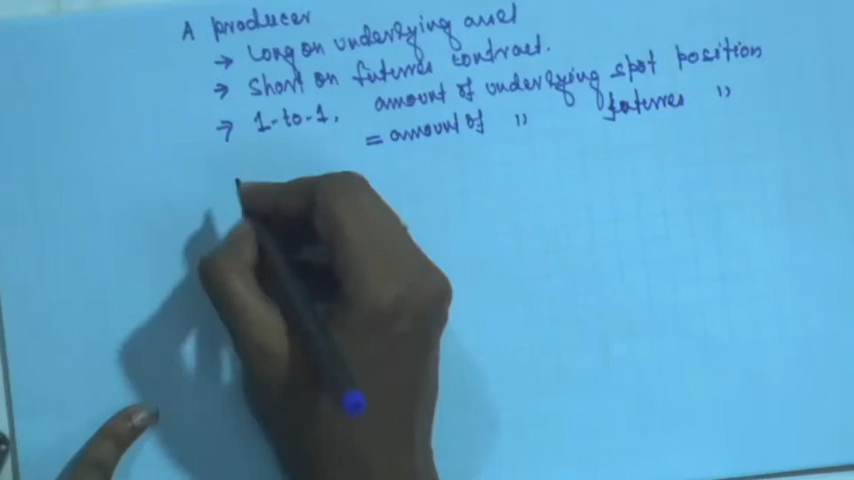 A producer
→ Long on underlying asset
→ Short on futures contract.
→ 1-to-1. amount of underlying spot position
= amount of " futures "